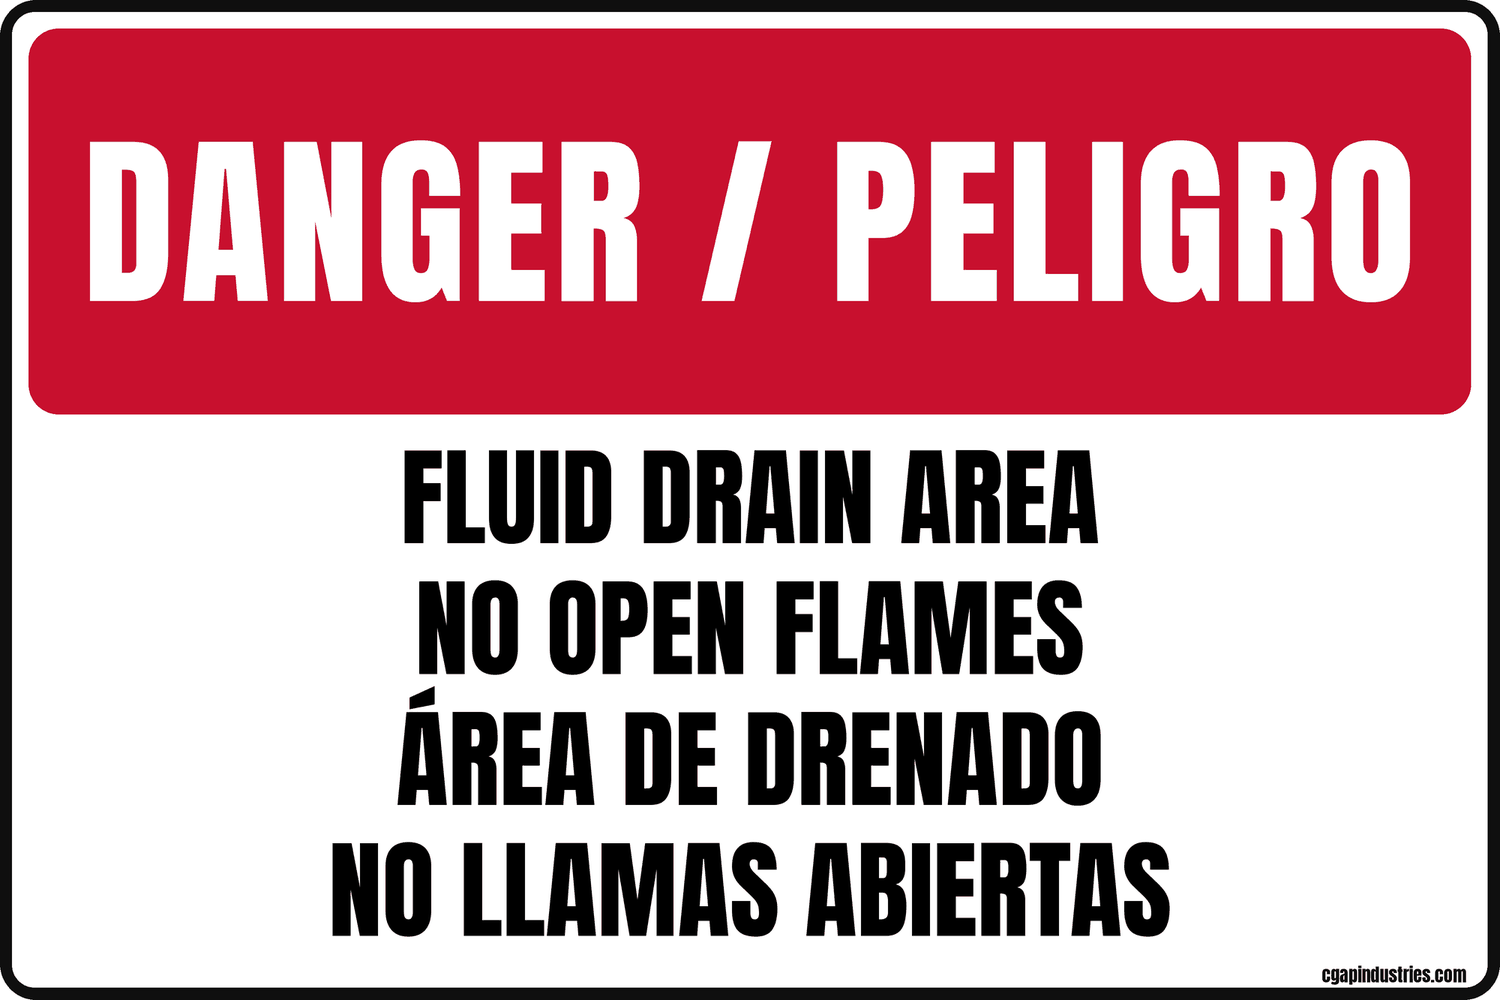 DANGER / PELIGRO
FLUID DRAIN AREA
NO OPEN FLAMES
ÁREA DE DRENADO
NO LLAMAS ABIERTAS
cgapindustries.com